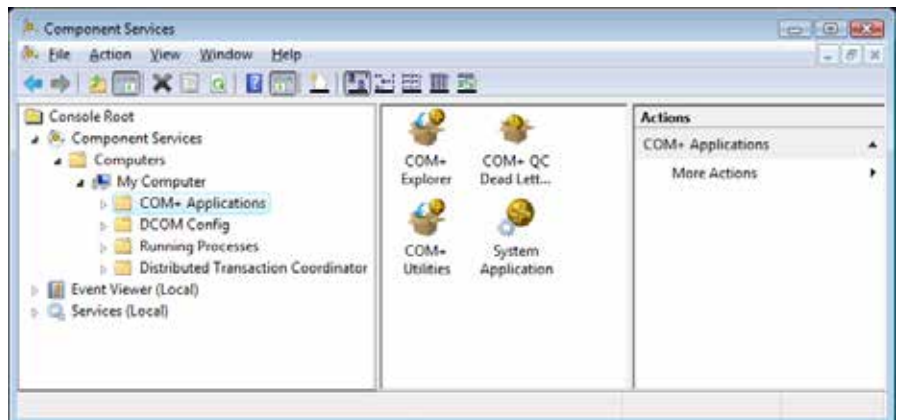 Component Services
File Action View Window Help
Console Root
Component Services
Computers
My Computer
COM+ Applications
DCOM Config
Running Processes
Distributed Transaction Coordinator
Event Viewer (Local)
Services (Local)
COM+
Explorer
COM+ QC
Dead Lett...
COM+
Utilities
System
Application
Actions
COM+ Applications
More Actions